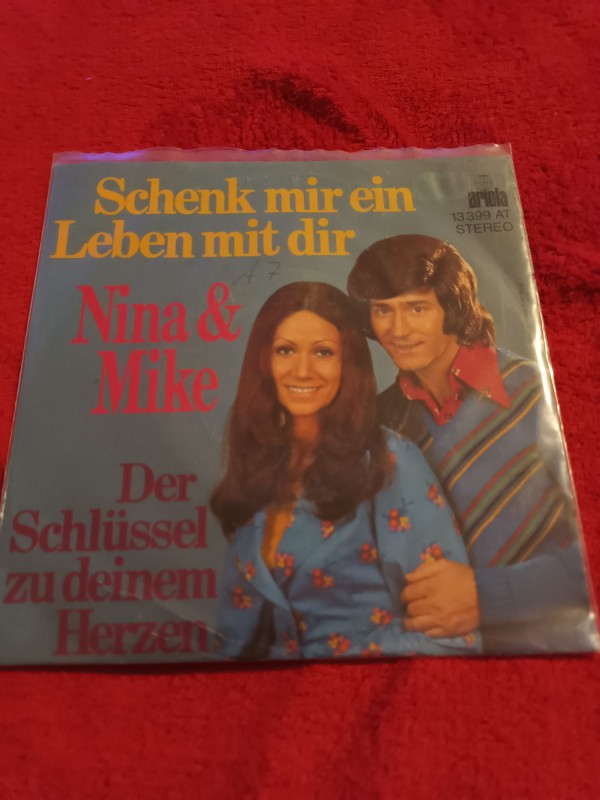 Schenk mir ein
Leben mit dir
ariola
13 399 AT
STEREO
Nina &
Mike
Der
Schlüssel
zu deinem
Herzen